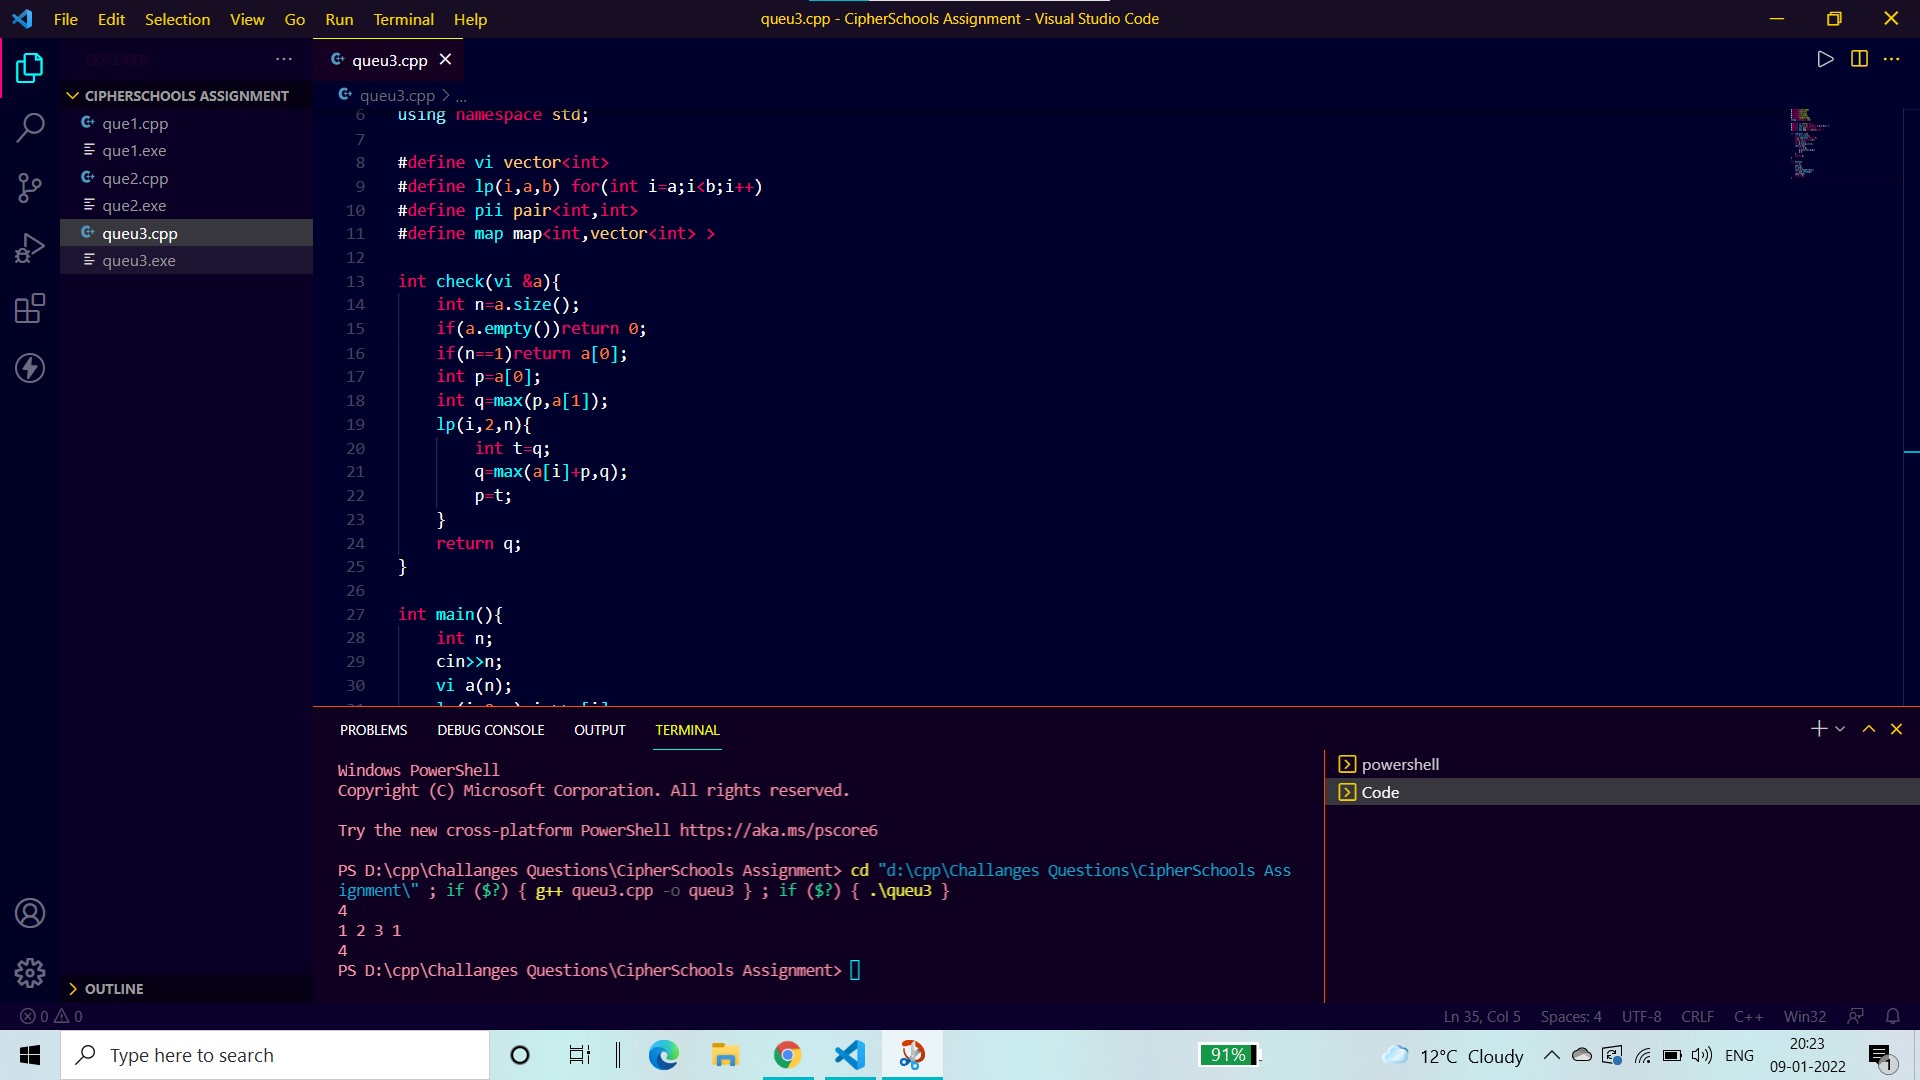 File Edit Selection View Go Run Terminal Help
queu3.cpp - CipherSchools Assignment - Visual Studio Code
EXPLORER
CIPHERSCHOOLS ASSIGNMENT
que1.cpp
que1.exe
que2.cpp
que2.exe
queu3.cpp
queu3.exe
OUTLINE
queu3.cpp
queu3.cpp > ...
6 using namespace std;
7
8 #define vi vector<int>
9 #define lp(i,a,b) for(int i=a;i<b;i++)
10 #define pii pair<int,int>
11 #define map map<int,vector<int> >
12
13 int check(vi &a){
14     int n=a.size();
15     if(a.empty())return 0;
16     if(n==1)return a[0];
17     int p=a[0];
18     int q=max(p,a[1]);
19     lp(i,2,n){
20         int t=q;
21         q=max(a[i]+p,q);
22         p=t;
23     }
24     return q;
25 }
26
27 int main(){
28     int n;
29     cin>>n;
30     vi a(n);
PROBLEMS DEBUG CONSOLE OUTPUT TERMINAL
Windows PowerShell
Copyright (C) Microsoft Corporation. All rights reserved.
Try the new cross-platform PowerShell https://aka.ms/pscore6
PS D:\cpp\Challanges Questions\CipherSchools Assignment> cd "d:\cpp\Challanges Questions\CipherSchools Ass
ignment\" ; if ($?) { g++ queu3.cpp -o queu3 } ; if ($?) { .\queu3 }
4
1 2 3 1
4
PS D:\cpp\Challanges Questions\CipherSchools Assignment>
powershell
Code
0 0
Ln 35, Col 5 Spaces: 4 UTF-8 CRLF C++ Win32
Type here to search
91%
12°C Cloudy
ENG
20:23
09-01-2022
1